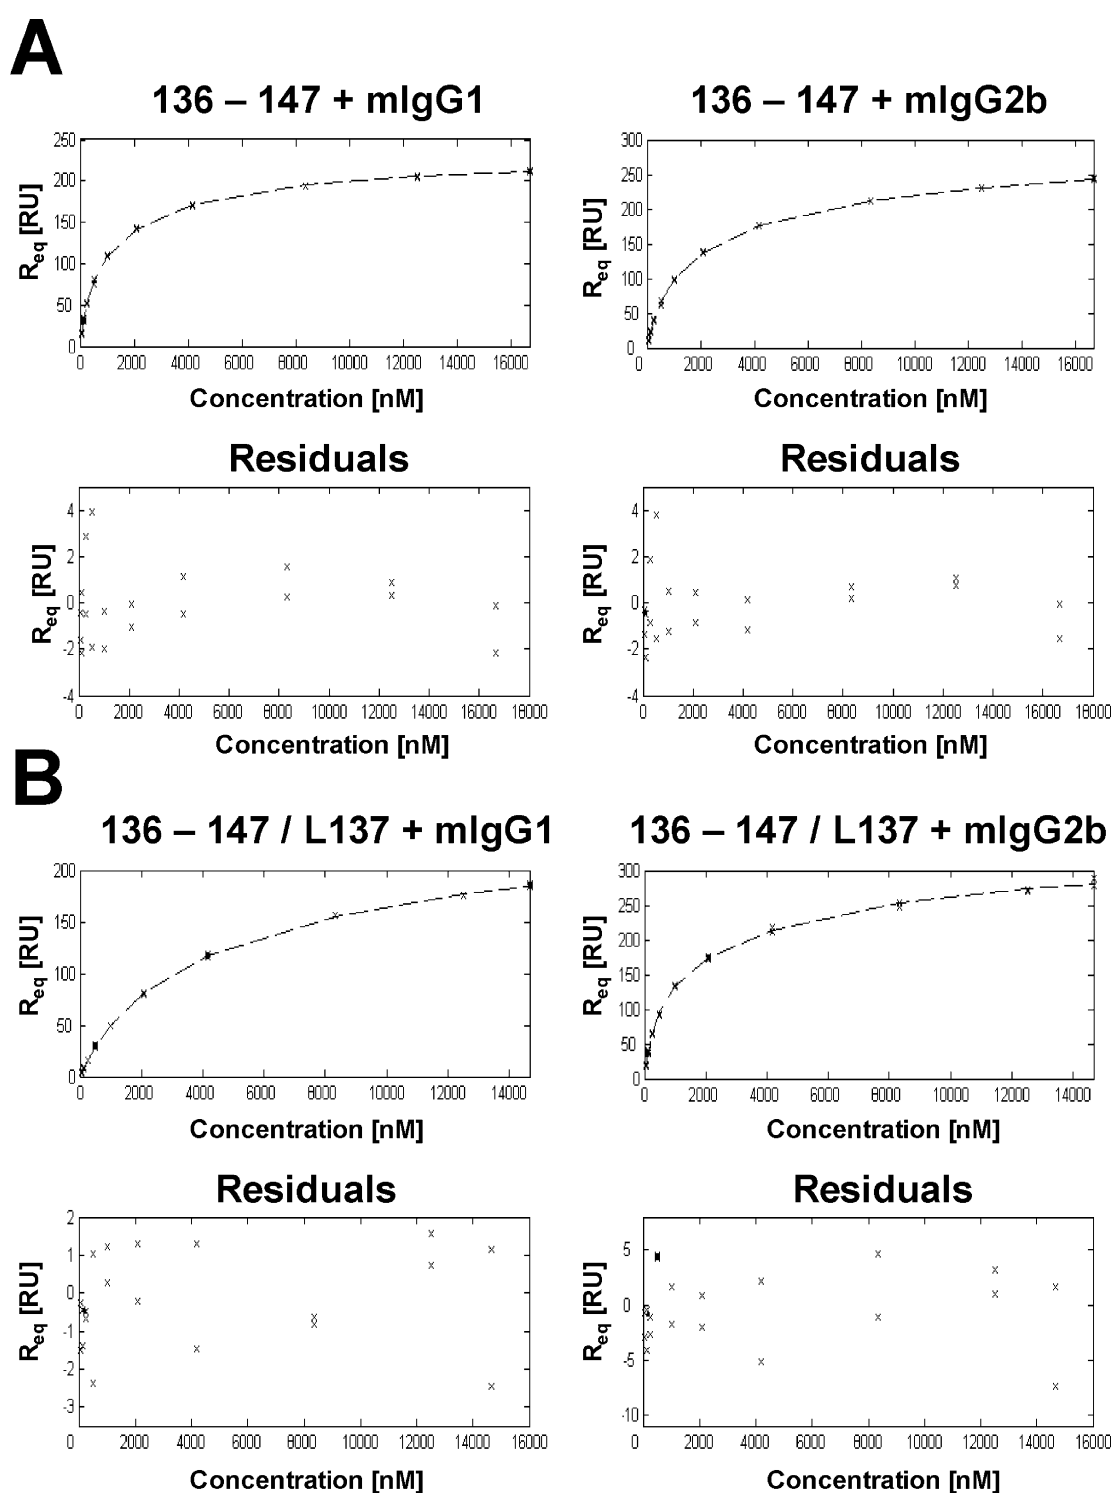 A
136 – 147 + mIgG1
136 – 147 + mIgG2b
250
200
150
100
50
0
Req [RU]
0 2000 4000 6000 8000 10000 12000 14000 16000
Concentration [nM]
300
250
200
150
100
50
0
Req [RU]
0 2000 4000 6000 8000 10000 12000 14000 16000
Concentration [nM]
Residuals
Residuals
4
2
0
-2
-4
Req [RU]
0 2000 4000 6000 8000 10000 12000 14000 16000 18000
Concentration [nM]
4
2
0
-2
-4
Req [RU]
0 2000 4000 6000 8000 10000 12000 14000 16000 18000
Concentration [nM]
B
136 – 147 / L137 + mIgG1
136 – 147 / L137 + mIgG2b
200
150
100
50
0
Req [RU]
0 2000 4000 6000 8000 10000 12000 14000
Concentration [nM]
300
250
200
150
100
50
0
Req [RU]
0 2000 4000 6000 8000 10000 12000 14000
Concentration [nM]
Residuals
Residuals
2
1
0
-1
-2
-3
Req [RU]
0 2000 4000 6000 8000 10000 12000 14000 16000
Concentration [nM]
5
0
-5
-10
Req [RU]
0 2000 4000 6000 8000 10000 12000 14000 16000
Concentration [nM]